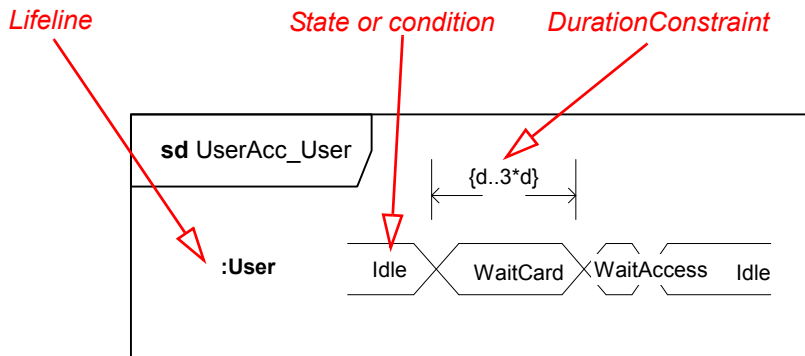 Lifeline State or condition DurationConstraint
sd UserAcc_User
{d..3*d}
:User Idle WaitCard WaitAccess Idle